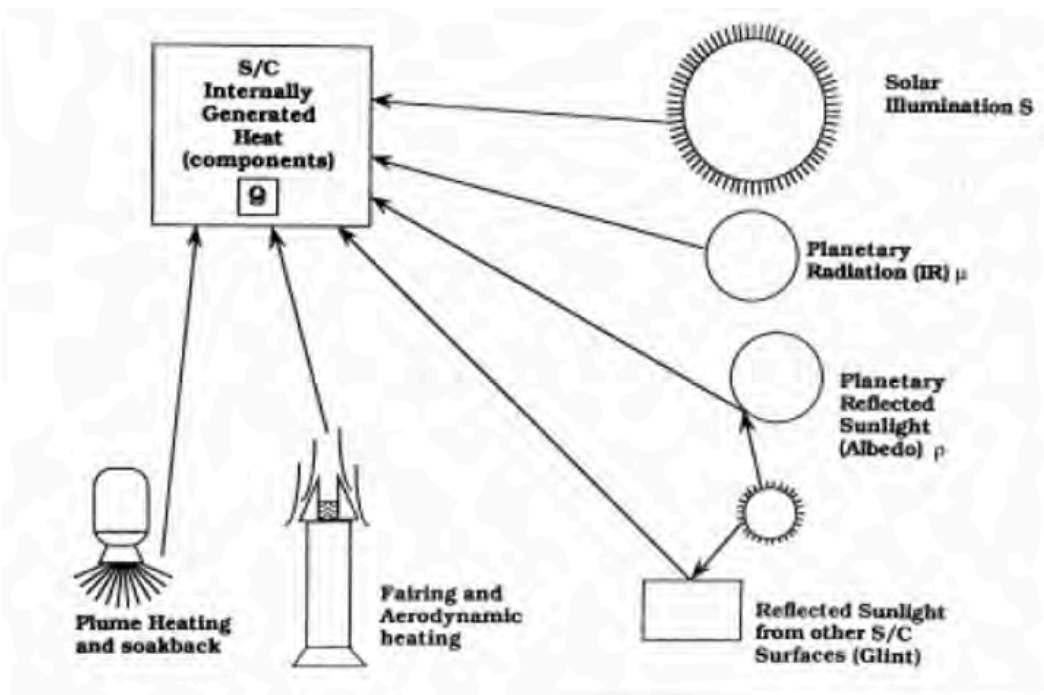 S/C
Internally
Generated
Heat
(components)
9
Solar
Illumination S
Planetary
Radiation (IR) μ
Planetary
Reflected
Sunlight
(Albedo) ρ
Reflected Sunlight
from other S/C
Surfaces (Glint)
Fairing and
Aerodynamic
heating
Plume Heating
and soakback